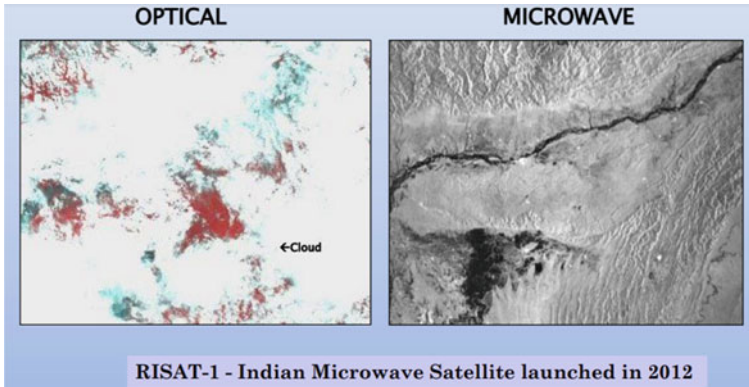 OPTICAL
MICROWAVE
←Cloud
RISAT-1 - Indian Microwave Satellite launched in 2012